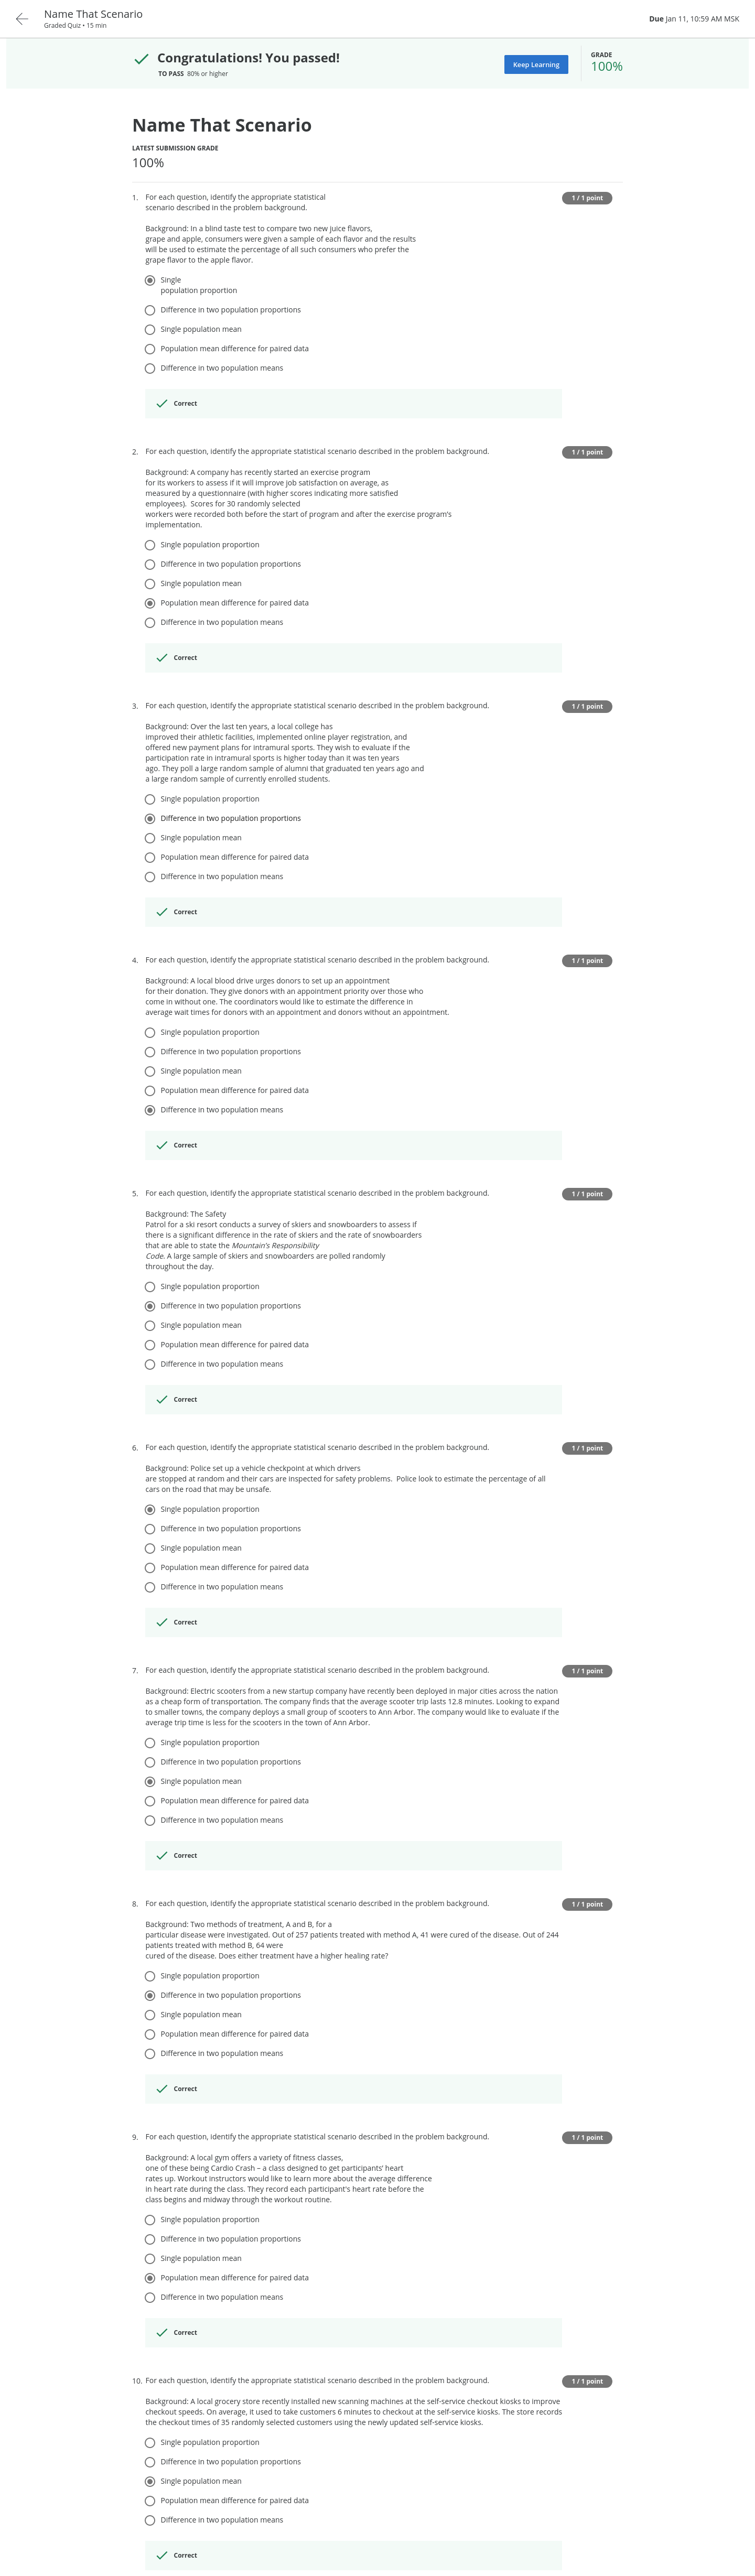 Name That Scenario
Graded Quiz • 15 min
Due Jan 11, 10:59 AM MSK
Congratulations! You passed!
TO PASS 80% or higher
Keep Learning
GRADE
100%
Name That Scenario
LATEST SUBMISSION GRADE
100%
1. For each question, identify the appropriate statistical
scenario described in the problem background.
1 / 1 point
Background: In a blind taste test to compare two new juice flavors,
grape and apple, consumers were given a sample of each flavor and the results
will be used to estimate the percentage of all such consumers who prefer the
grape flavor to the apple flavor.
Single
population proportion
Difference in two population proportions
Single population mean
Population mean difference for paired data
Difference in two population means
Correct
2. For each question, identify the appropriate statistical scenario described in the problem background.
1 / 1 point
Background: A company has recently started an exercise program
for its workers to assess if it will improve job satisfaction on average, as
measured by a questionnaire (with higher scores indicating more satisfied
employees). Scores for 30 randomly selected
workers were recorded both before the start of program and after the exercise program's
implementation.
Single population proportion
Difference in two population proportions
Single population mean
Population mean difference for paired data
Difference in two population means
Correct
3. For each question, identify the appropriate statistical scenario described in the problem background.
1 / 1 point
Background: Over the last ten years, a local college has
improved their athletic facilities, implemented online player registration, and
offered new payment plans for intramural sports. They wish to evaluate if the
participation rate in intramural sports is higher today than it was ten years
ago. They poll a large random sample of alumni that graduated ten years ago and
a large random sample of currently enrolled students.
Single population proportion
Difference in two population proportions
Single population mean
Population mean difference for paired data
Difference in two population means
Correct
4. For each question, identify the appropriate statistical scenario described in the problem background.
1 / 1 point
Background: A local blood drive urges donors to set up an appointment
for their donation. They give donors with an appointment priority over those who
come in without one. The coordinators would like to estimate the difference in
average wait times for donors with an appointment and donors without an appointment.
Single population proportion
Difference in two population proportions
Single population mean
Population mean difference for paired data
Difference in two population means
Correct
5. For each question, identify the appropriate statistical scenario described in the problem background.
1 / 1 point
Background: The Safety
Patrol for a ski resort conducts a survey of skiers and snowboarders to assess if
there is a significant difference in the rate of skiers and the rate of snowboarders
that are able to state the Mountain's Responsibility
Code. A large sample of skiers and snowboarders are polled randomly
throughout the day.
Single population proportion
Difference in two population proportions
Single population mean
Population mean difference for paired data
Difference in two population means
Correct
6. For each question, identify the appropriate statistical scenario described in the problem background.
1 / 1 point
Background: Police set up a vehicle checkpoint at which drivers
are stopped at random and their cars are inspected for safety problems. Police look to estimate the percentage of all
cars on the road that may be unsafe.
Single population proportion
Difference in two population proportions
Single population mean
Population mean difference for paired data
Difference in two population means
Correct
7. For each question, identify the appropriate statistical scenario described in the problem background.
1 / 1 point
Background: Electric scooters from a new startup company have recently been deployed in major cities across the nation
as a cheap form of transportation. The company finds that the average scooter trip lasts 12.8 minutes. Looking to expand
to smaller towns, the company deploys a small group of scooters to Ann Arbor. The company would like to evaluate if the
average trip time is less for the scooters in the town of Ann Arbor.
Single population proportion
Difference in two population proportions
Single population mean
Population mean difference for paired data
Difference in two population means
Correct
8. For each question, identify the appropriate statistical scenario described in the problem background.
1 / 1 point
Background: Two methods of treatment, A and B, for a
particular disease were investigated. Out of 257 patients treated with method A, 41 were cured of the disease. Out of 244
patients treated with method B, 64 were
cured of the disease. Does either treatment have a higher healing rate?
Single population proportion
Difference in two population proportions
Single population mean
Population mean difference for paired data
Difference in two population means
Correct
9. For each question, identify the appropriate statistical scenario described in the problem background.
1 / 1 point
Background: A local gym offers a variety of fitness classes,
one of these being Cardio Crash – a class designed to get participants' heart
rates up. Workout instructors would like to learn more about the average difference
in heart rate during the class. They record each participant's heart rate before the
class begins and midway through the workout routine.
Single population proportion
Difference in two population proportions
Single population mean
Population mean difference for paired data
Difference in two population means
Correct
10. For each question, identify the appropriate statistical scenario described in the problem background.
1 / 1 point
Background: A local grocery store recently installed new scanning machines at the self-service checkout kiosks to improve
checkout speeds. On average, it used to take customers 6 minutes to checkout at the self-service kiosks. The store records
the checkout times of 35 randomly selected customers using the newly updated self-service kiosks.
Single population proportion
Difference in two population proportions
Single population mean
Population mean difference for paired data
Difference in two population means
Correct